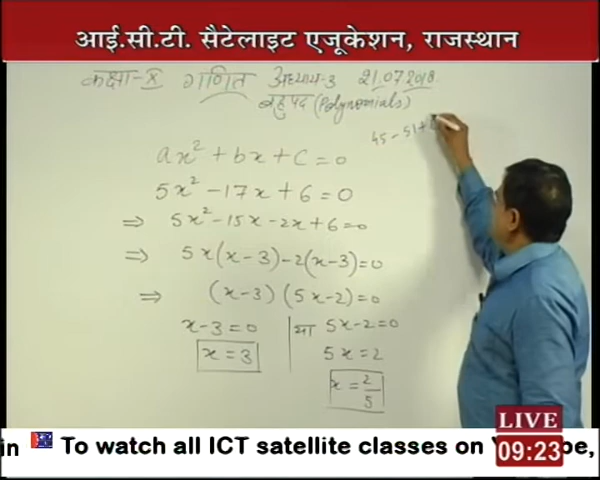 आई.सी.टी. सैटेलाइट एजूकेशन, राजस्थान
कक्षा-X गणित अध्याय-3 21.07.2018
बहुपद (Polynomials)
45 - 51 +
ax² + bx + c = 0
5x² - 17x + 6 = 0
⇒ 5x² - 15x - 2x + 6 = 0
⇒ 5x(x - 3) - 2(x - 3) = 0
⇒ (x - 3) (5x - 2) = 0
x - 3 = 0 | या 5x - 2 = 0
x = 3 5x = 2
x = 2/5
LIVE
in To watch all ICT satellite classes on
09:23